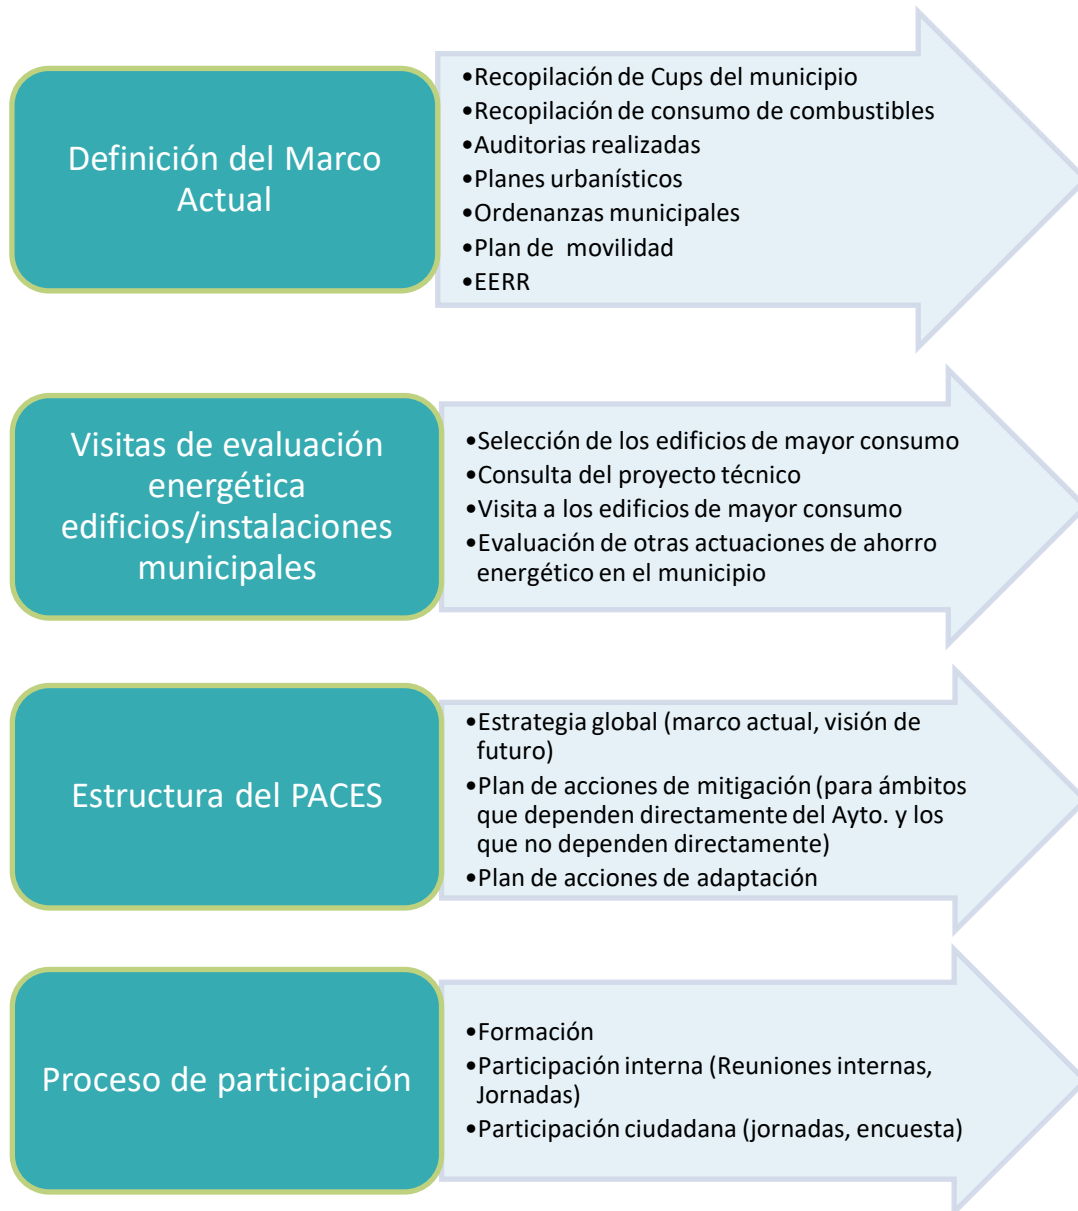 Definición del Marco
Actual
•Recopilación de Cups del municipio
•Recopilación de consumo de combustibles
•Auditorias realizadas
•Planes urbanísticos
•Ordenanzas municipales
•Plan de  movilidad
•EERR
Visitas de evaluación
energética
edificios/instalaciones
municipales
•Selección de los edificios de mayor consumo
•Consulta del proyecto técnico
•Visita a los edificios de mayor consumo
•Evaluación de otras actuaciones de ahorro
energético en el municipio
Estructura del PACES
•Estrategia global (marco actual, visión de
futuro)
•Plan de acciones de mitigación (para ámbitos
que dependen directamente del Ayto. y los
que no dependen directamente)
•Plan de acciones de adaptación
Proceso de participación
•Formación
•Participación interna (Reuniones internas,
Jornadas)
•Participación ciudadana (jornadas, encuesta)